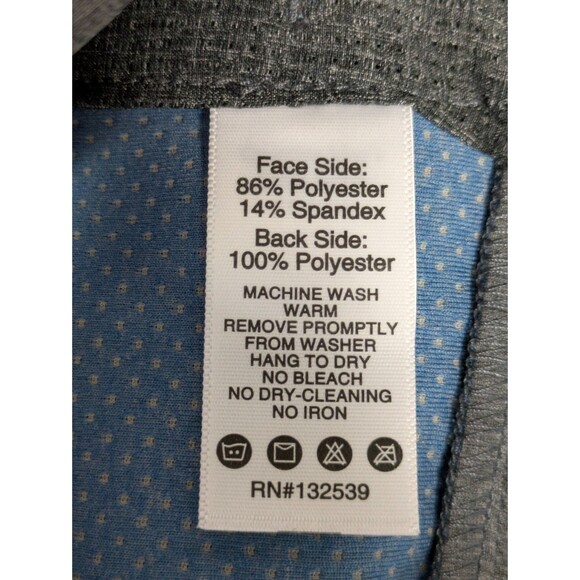 Face Side:
86% Polyester
14% Spandex
Back Side:
100% Polyester
MACHINE WASH
WARM
REMOVE PROMPTLY
FROM WASHER
HANG TO DRY
NO BLEACH
NO DRY-CLEANING
NO IRON
RN#132539